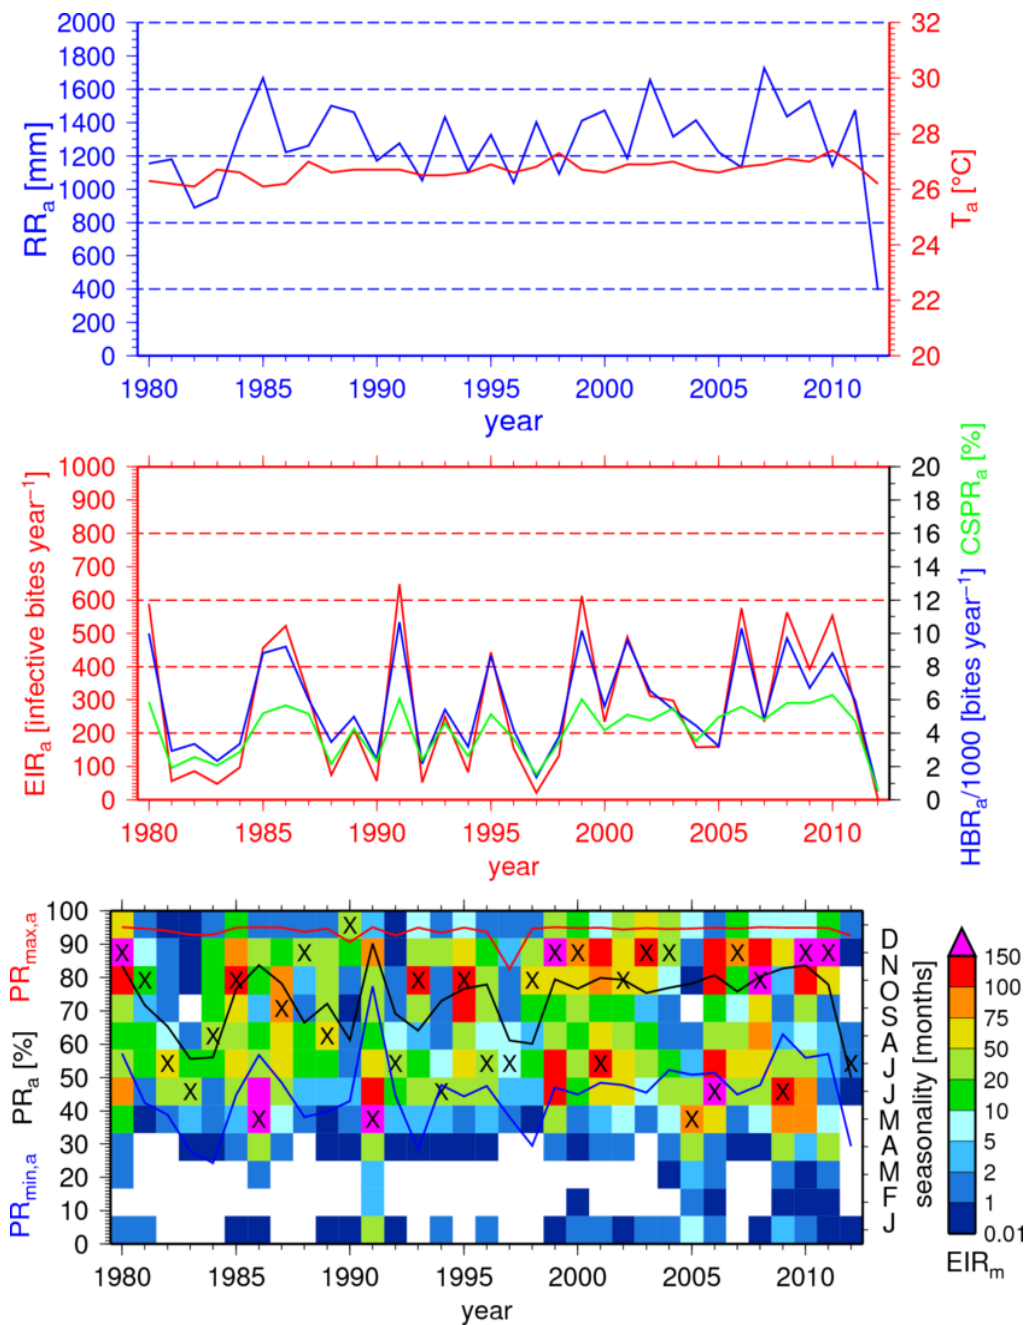 2000
1800
1600
1400
1200
1000
800
600
400
200
0
RRₐ [mm]
32
30
28
26
24
22
20
Tₐ [°C]
1980 1985 1990 1995 2000 2005 2010
year
1000
900
800
700
600
500
400
300
200
100
0
EIRₐ [infective bites year⁻¹]
20
18
16
14
12
10
8
6
4
2
0
HBRₐ/1000 [bites year⁻¹] CSPRₐ [%]
1980 1985 1990 1995 2000 2005 2010
year
100
90
80
70
60
50
40
30
20
10
0
PRmin,a PRₐ [%] PRmax,a
D
N
O
S
A
J
J
M
A
M
F
J
seasonality [months]
150
100
75
50
20
10
5
2
1
0.01
EIRm
1980 1985 1990 1995 2000 2005 2010
year